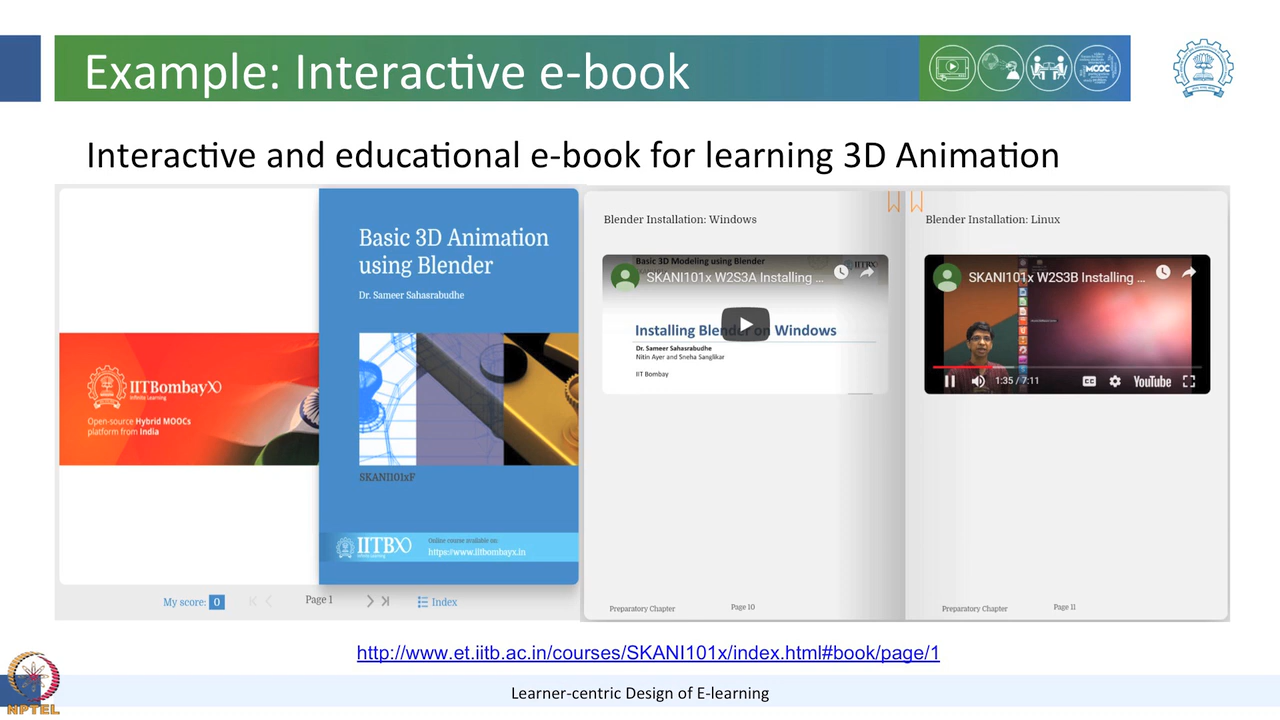 Example: Interactive e-book
MOOC
Interactive and educational e-book for learning 3D Animation
IITBombayX
Infinite Learning
Open-source Hybrid MOOCs
platform from India
Basic 3D Animation
using Blender
Dr. Sameer Sahasrabudhe
SKANI101xF
IITBX
Online course available on:
https://www.iitbombayx.in
My score: 0
Page 1
Index
Blender Installation: Windows
Basic 3D Modeling using Blender
IITBX
SKANI101x W2S3A Installing ...
Installing Blender on Windows
Dr. Sameer Sahasrabudhe
Nitin Ayer and Sneha Sanglikar
IIT Bombay
Preparatory Chapter
Page 10
Blender Installation: Linux
SKANI101x W2S3B Installing ...
1:35 / 7:11
CC
YouTube
Preparatory Chapter
Page 11
http://www.et.iitb.ac.in/courses/SKANI101x/index.html#book/page/1
NPTEL
Learner-centric Design of E-learning